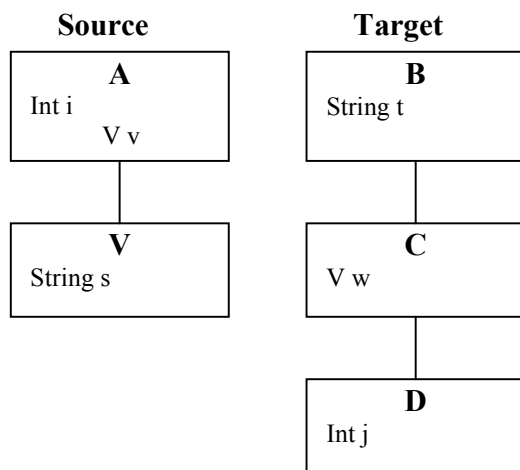 Source
A
Int i
V v
V
String s
Target
B
String t
C
V w
D
Int j